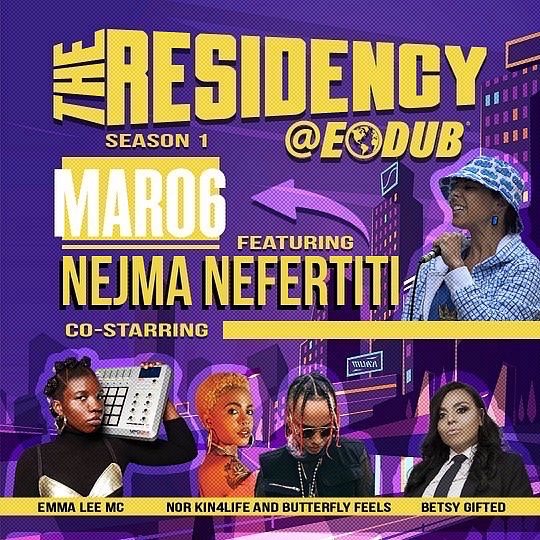 THE RESIDENCY
SEASON 1
@EODUB
MAR06
FEATURING
NEJMA NEFERTITI
CO-STARRING
EMMA LEE MC
NOR KIN4LIFE AND BUTTERFLY FEELS
BETSY GIFTED